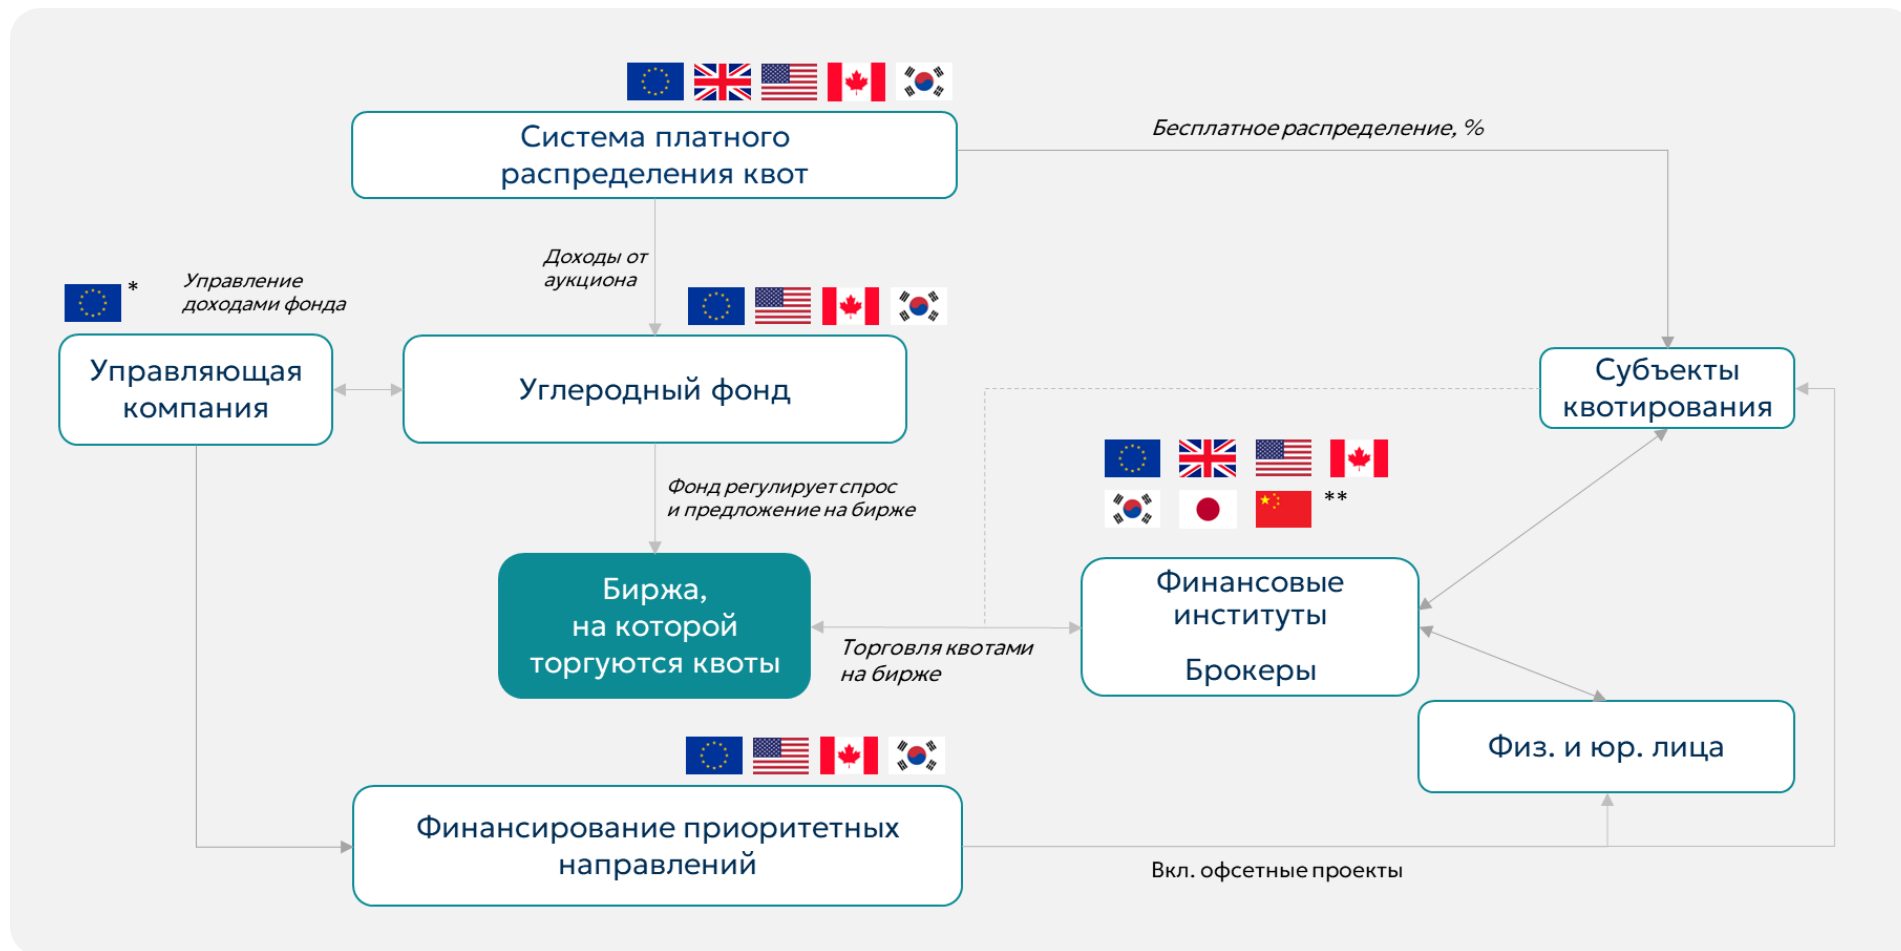 Система платного
распределения квот
Бесплатное распределение, %
Доходы от
аукциона
*
Управление
доходами фонда
Управляющая
компания
Углеродный фонд
Субъекты
квотирования
Фонд регулирует спрос
и предложение на бирже
**
Биржа,
на которой
торгуются квоты
Торговля квотами
на бирже
Финансовые
институты
Брокеры
Физ. и юр. лица
Финансирование приоритетных
направлений
Вкл. офсетные проекты